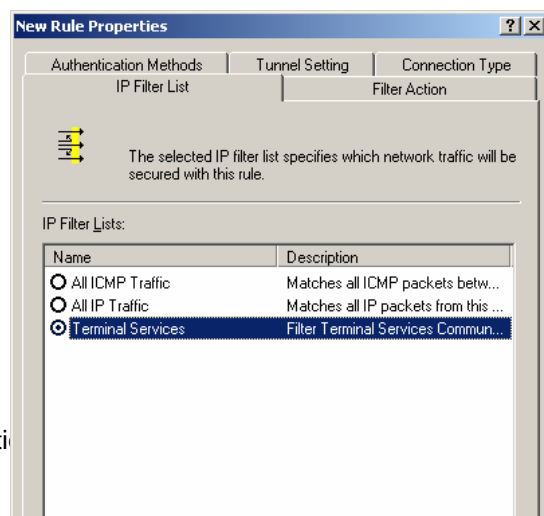 New Rule Properties
Authentication Methods Tunnel Setting Connection Type
IP Filter List Filter Action
The selected IP filter list specifies which network traffic will be
secured with this rule.
IP Filter Lists:
Name Description
All ICMP Traffic Matches all ICMP packets betw...
All IP Traffic Matches all IP packets from this ...
Terminal Services Filter Terminal Services Commun...